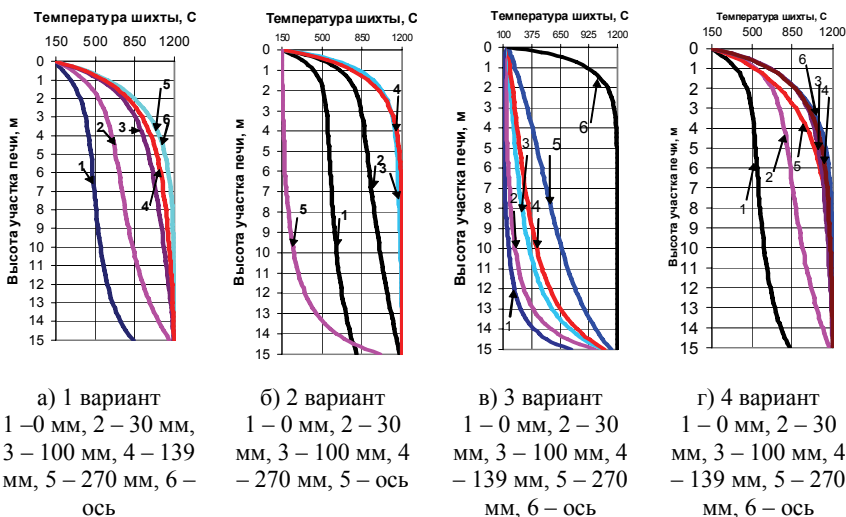 Температура шихты, С
150 500 850 1200
0
1
2
3
4
5
6
7
8
9
10
11
12
13
14
15
Высота участка печи, м
1
2
3
4
5
6
Температура шихты, С
150 500 850 1200
0
1
2
3
4
5
6
7
8
9
10
11
12
13
14
15
Высота участка печи, м
4
2
3
5
1
Температура шихты, С
100 375 650 925 1200
0
1
2
3
4
5
6
7
8
9
10
11
12
13
14
15
Высота участка печи, м
6
3
5
2
4
1
Температура шихты, С
150 500 850 1200
0
1
2
3
4
5
6
7
8
9
10
11
12
13
14
15
Высота участка печи, м
6
3
4
5
2
1
а) 1 вариант
1 –0 мм, 2 – 30 мм,
3 – 100 мм, 4 – 139
мм, 5 – 270 мм, 6 –
ось
б) 2 вариант
1 – 0 мм, 2 – 30
мм, 3 – 100 мм, 4
– 270 мм, 5 – ось
в) 3 вариант
1 – 0 мм, 2 – 30
мм, 3 – 100 мм, 4
– 139 мм, 5 – 270
мм, 6 – ось
г) 4 вариант
1 – 0 мм, 2 – 30
мм, 3 – 100 мм, 4
– 139 мм, 5 – 270
мм, 6 – ось